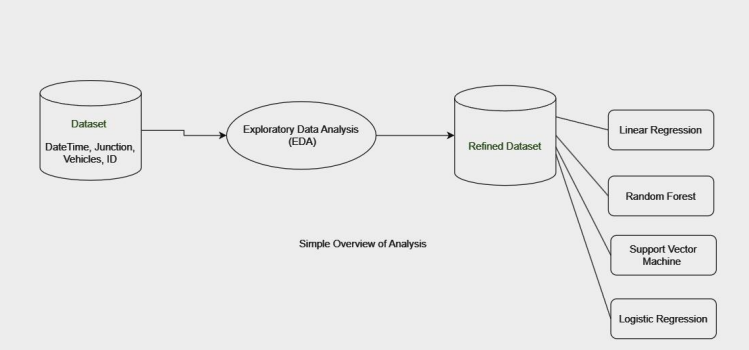 Dataset
DateTime, Junction,
Vehicles, ID
Exploratory Data Analysis
(EDA)
Refined Dataset
Linear Regression
Random Forest
Support Vector
Machine
Logistic Regression
Simple Overview of Analysis